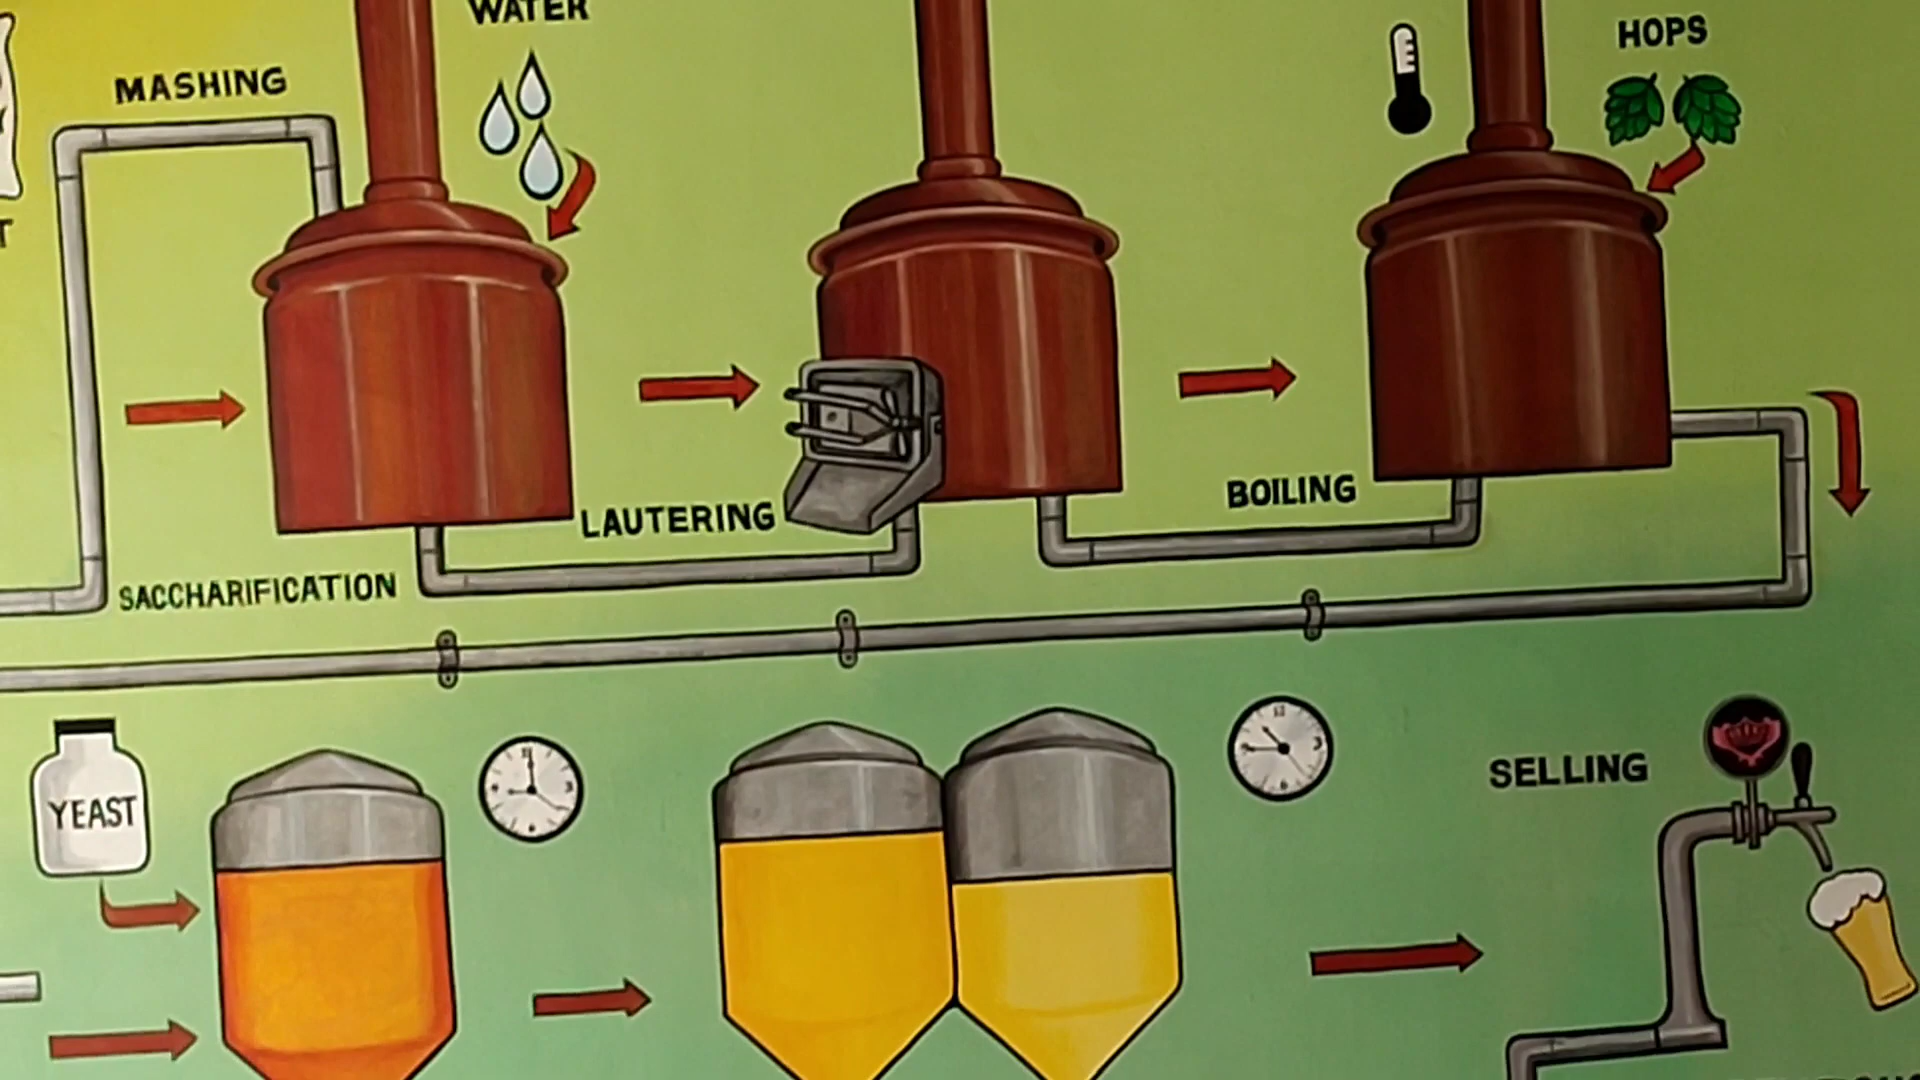 WATER
HOPS
MASHING
BOILING
LAUTERING
SACCHARIFICATION
SELLING
YEAST